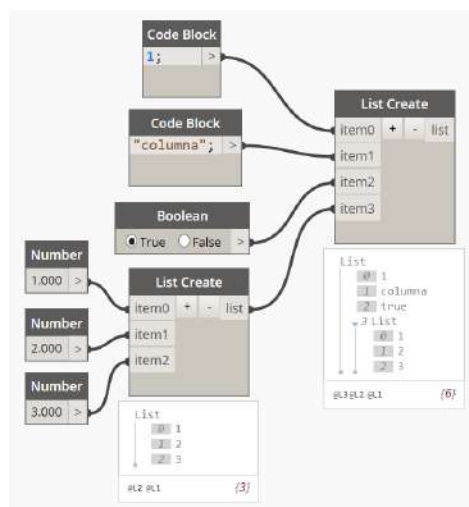 Code Block
1; >
Code Block
"columna"; >
Boolean
True False >
Number
1.000 >
Number
2.000 >
Number
3.000 >
List Create
item0 + - list
item1
item2
List
0 1
1 2
2 3
@L2 @L1 {3}
List Create
item0 + - list
item1
item2
item3
List
0 1
1 columna
2 true
3 List
0 1
1 2
2 3
@L3 @L2 @L1 {6}